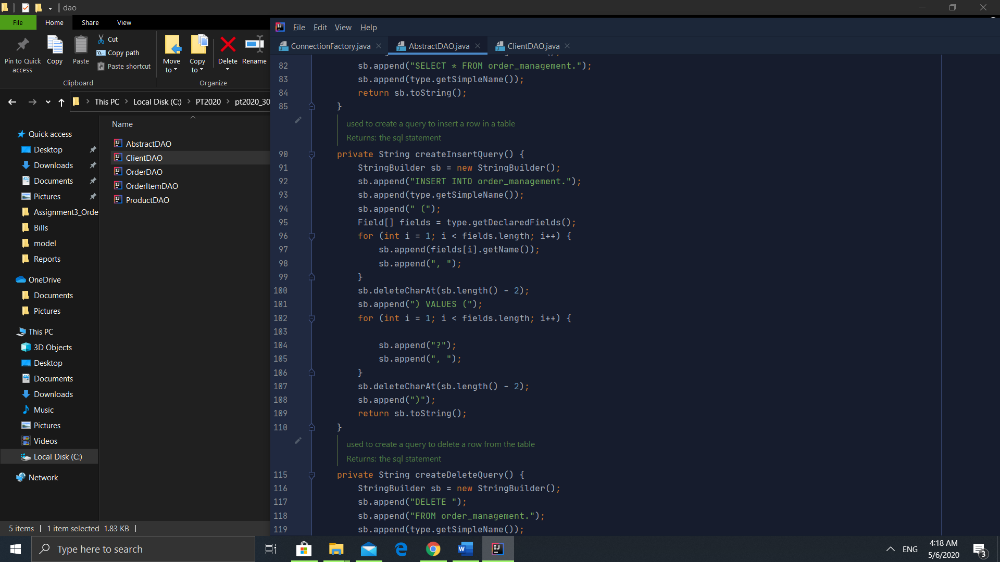 dao
File Home Share View
Pin to Quick access
Copy
Paste
Cut
Copy path
Paste shortcut
Clipboard
Move to
Copy to
Delete
Rename
Organize
This PC Local Disk (C:) PT2020 pt2020_30
Quick access
Desktop
Downloads
Documents
Pictures
Assignment3_Orde
Bills
model
Reports
OneDrive
Documents
Pictures
This PC
3D Objects
Desktop
Documents
Downloads
Music
Pictures
Videos
Local Disk (C:)
Network
Name
AbstractDAO
ClientDAO
OrderDAO
OrderItemDAO
ProductDAO
5 items 1 item selected 1.83 KB
File Edit View Help
ConnectionFactory.java AbstractDAO.java ClientDAO.java
82 sb.append("SELECT * FROM order_management.");
83 sb.append(type.getSimpleName());
84 return sb.toString();
85 }
used to create a query to insert a row in a table
Returns: the sql statement
90 private String createInsertQuery() {
91 StringBuilder sb = new StringBuilder();
92 sb.append("INSERT INTO order_management.");
93 sb.append(type.getSimpleName());
94 sb.append(" (");
95 Field[] fields = type.getDeclaredFields();
96 for (int i = 1; i < fields.length; i++) {
97 sb.append(fields[i].getName());
98 sb.append(", ");
99 }
100 sb.deleteCharAt(sb.length() - 2);
101 sb.append(") VALUES (");
102 for (int i = 1; i < fields.length; i++) {
103
104 sb.append("?");
105 sb.append(", ");
106 }
107 sb.deleteCharAt(sb.length() - 2);
108 sb.append(")");
109 return sb.toString();
110 }
used to create a query to delete a row from the table
Returns: the sql statement
115 private String createDeleteQuery() {
116 StringBuilder sb = new StringBuilder();
117 sb.append("DELETE ");
118 sb.append("FROM order_management.");
119 sb.append(type.getSimpleName());
Type here to search
ENG
4:18 AM
5/6/2020
3